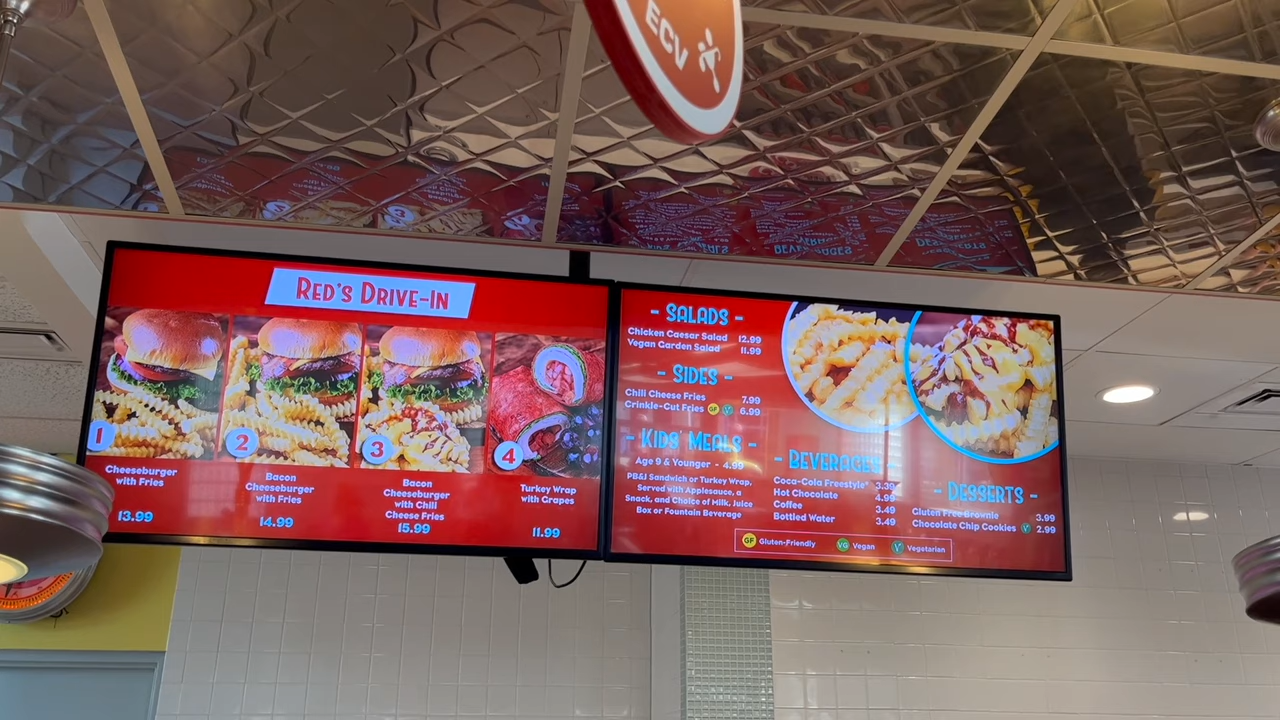 ECV
RED'S DRIVE-IN
1
2
3
4
Cheeseburger
with Fries
13.99
Bacon
Cheeseburger
with Fries
14.99
Bacon
Cheeseburger
with Chili
Cheese Fries
15.99
Turkey Wrap
with Grapes
11.99
- SALADS -
Chicken Caesar Salad 12.99
Vegan Garden Salad 11.99
- SIDES -
Chili Cheese Fries 7.99
Crinkle-Cut Fries GF V 6.99
- KIDS' MEALS -
Age 9 & Younger - 4.99
PB&J Sandwich or Turkey Wrap,
Served with Applesauce, a
Snack, and Choice of Milk, Juice
Box or Fountain Beverage
- BEVERAGES -
Coca-Cola Freestyle® 3.39
Hot Chocolate 4.99
Coffee 3.49
Bottled Water 3.49
- DESSERTS -
Gluten Free Brownie 3.99
Chocolate Chip Cookies V 2.99
GF Gluten-Friendly VG Vegan V Vegetarian